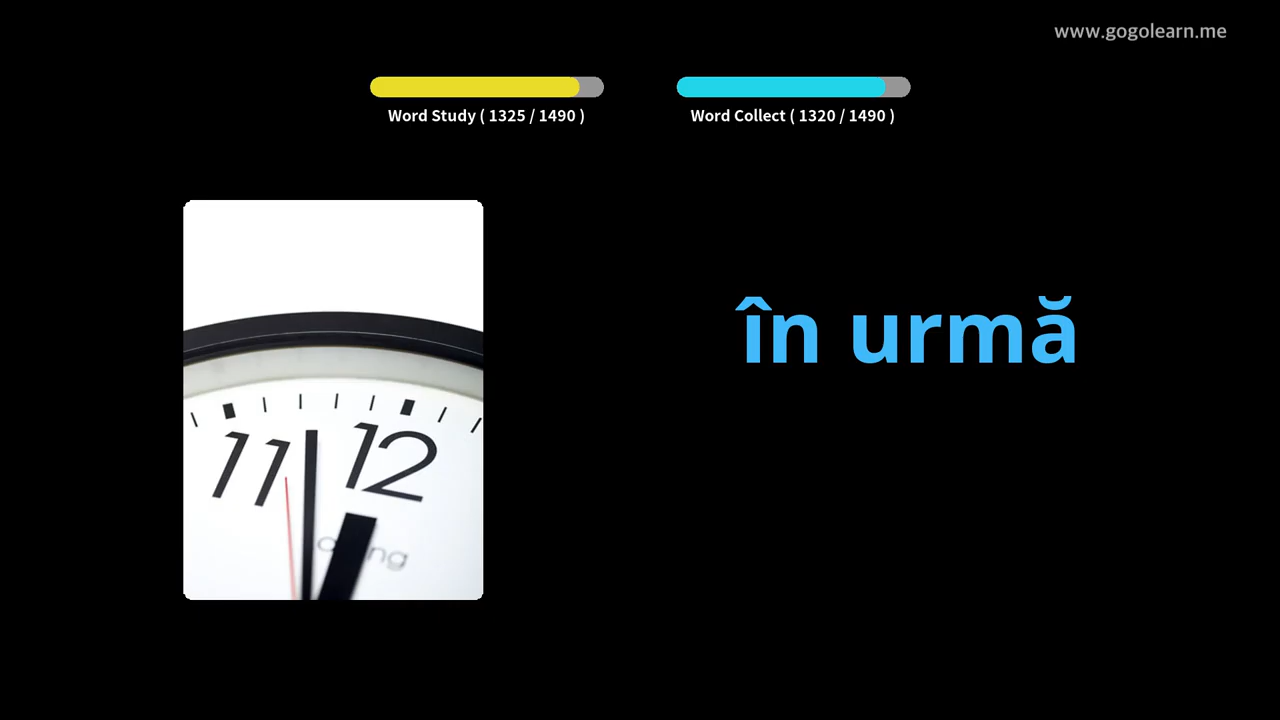 www.gogolearn.me
Word Study ( 1325 / 1490 )
Word Collect ( 1320 / 1490 )
în urmă
11
12